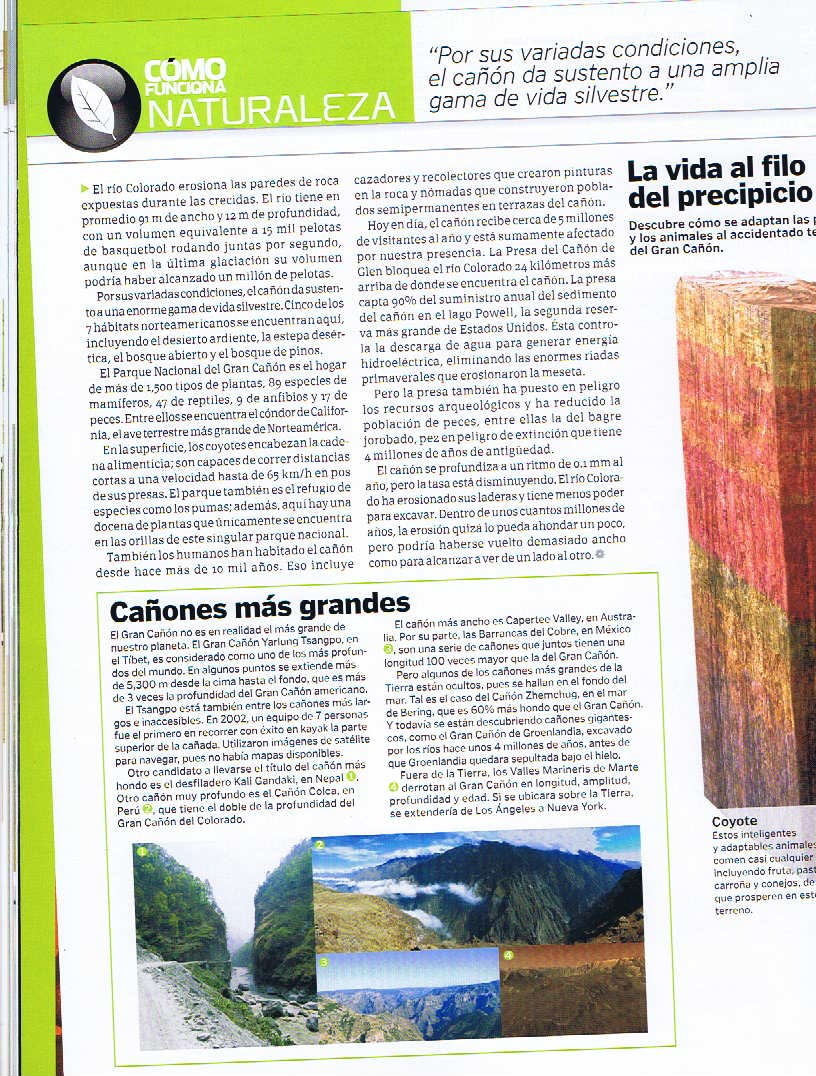 CÓMO
FUNCIONA
NATURALEZA
“Por sus variadas condiciones,
el cañón da sustento a una amplia
gama de vida silvestre.”
El río Colorado erosiona las paredes de roca
expuestas durante las crecidas. El río tiene en
promedio 91 m de ancho y 12 m de profundidad,
con un volumen equivalente a 15 mil pelotas
de basquetbol rodando juntas por segundo,
aunque en la última glaciación su volumen
podría haber alcanzado un millón de pelotas.
Por sus variadas condiciones, el cañón da susten-
to a una enorme gama de vida silvestre. Cinco de los
7 hábitats norteamericanos se encuentran aquí,
incluyendo el desierto ardiente, la estepa desér-
tica, el bosque abierto y el bosque de pinos.
El Parque Nacional del Gran Cañón es el hogar
de más de 1,500 tipos de plantas, 89 especies de
mamíferos, 47 de reptiles, 9 de anfibios y 17 de
peces. Entre ellos se encuentra el cóndor de Califor-
nia, el ave terrestre más grande de Norteamérica.
En la superficie, los coyotes encabezan la cade-
na alimenticia; son capaces de correr distancias
cortas a una velocidad hasta de 65 km/h en pos
de sus presas. El parque también es el refugio de
especies como los pumas; además, aquí hay una
docena de plantas que únicamente se encuentra
en las orillas de este singular parque nacional.
También los humanos han habitado el cañón
desde hace más de 10 mil años. Eso incluye
cazadores y recolectores que crearon pinturas
en la roca y nómadas que construyeron pobla-
dos semipermanentes en terrazas del cañón.
Hoy en día, el cañón recibe cerca de 5 millones
de visitantes al año y está sumamente afectado
por nuestra presencia. La Presa del Cañón de
Glen bloquea el río Colorado 24 kilómetros más
arriba de donde se encuentra el cañón. La presa
capta 90% del suministro anual del sedimento
del cañón en el lago Powell, la segunda reser-
va más grande de Estados Unidos. Ésta contro-
la la descarga de agua para generar energía
hidroeléctrica, eliminando las enormes riadas
primaverales que erosionaron la meseta.
Pero la presa también ha puesto en peligro
los recursos arqueológicos y ha reducido la
población de peces, entre ellas la del bagre
jorobado, pez en peligro de extinción que tiene
4 millones de años de antigüedad.
El cañón se profundiza a un ritmo de 0.1 mm al
año, pero la tasa está disminuyendo. El río Colora-
do ha erosionado sus laderas y tiene menos poder
para excavar. Dentro de unos cuantos millones de
años, la erosión quizá lo pueda ahondar un poco,
pero podría haberse vuelto demasiado ancho
como para alcanzar a ver de un lado al otro.
La vida al filo
del precipicio
Descubre cómo se adaptan las
y los animales al accidentado
del Gran Cañón.
Cañones más grandes
El Gran Cañón no es en realidad el más grande de
nuestro planeta. El Gran Cañón Yarlung Tsangpo, en
el Tíbet, es considerado como uno de los más profun-
dos del mundo. En algunos puntos se extiende más
de 5,300 m desde la cima hasta el fondo, que es más
de 3 veces la profundidad del Gran Cañón americano.
El Tsangpo está también entre los cañones más lar-
gos e inaccesibles. En 2002, un equipo de 7 personas
fue el primero en recorrer con éxito en kayak la parte
superior de la cañada. Utilizaron imágenes de satélite
para navegar, pues no había mapas disponibles.
Otro candidato a llevarse el título del cañón más
hondo es el desfiladero Kali Gandaki, en Nepal 1.
Otro cañón muy profundo es el Cañón Colca, en
Perú 2, que tiene el doble de la profundidad del
Gran Cañón del Colorado.
El cañón más ancho es Capertee Valley, en Austra-
lia. Por su parte, las Barrancas del Cobre, en México
3, son una serie de cañones que juntos tienen una
longitud 100 veces mayor que la del Gran Cañón.
Pero algunos de los cañones más grandes de la
Tierra están ocultos, pues se hallan en el fondo del
mar. Tal es el caso del Cañón Zhemchug, en el mar
de Bering, que es 60% más hondo que el Gran Cañón.
Y todavía se están descubriendo cañones gigantes-
cos, como el Gran Cañón de Groenlandia, excavado
por los ríos hace unos 4 millones de años, antes de
que Groenlandia quedara sepultada bajo el hielo.
Fuera de la Tierra, los Valles Marineris de Marte
4 derrotan al Gran Cañón en longitud, amplitud,
profundidad y edad. Si se ubicara sobre la Tierra,
se extendería de Los Ángeles a Nueva York.
1
2
3
4
Coyote
Estos inteligentes
y adaptables animales
comen casi cualquier
incluyendo fruta,
carroña y conejos, de
que prosperen en
terreno.